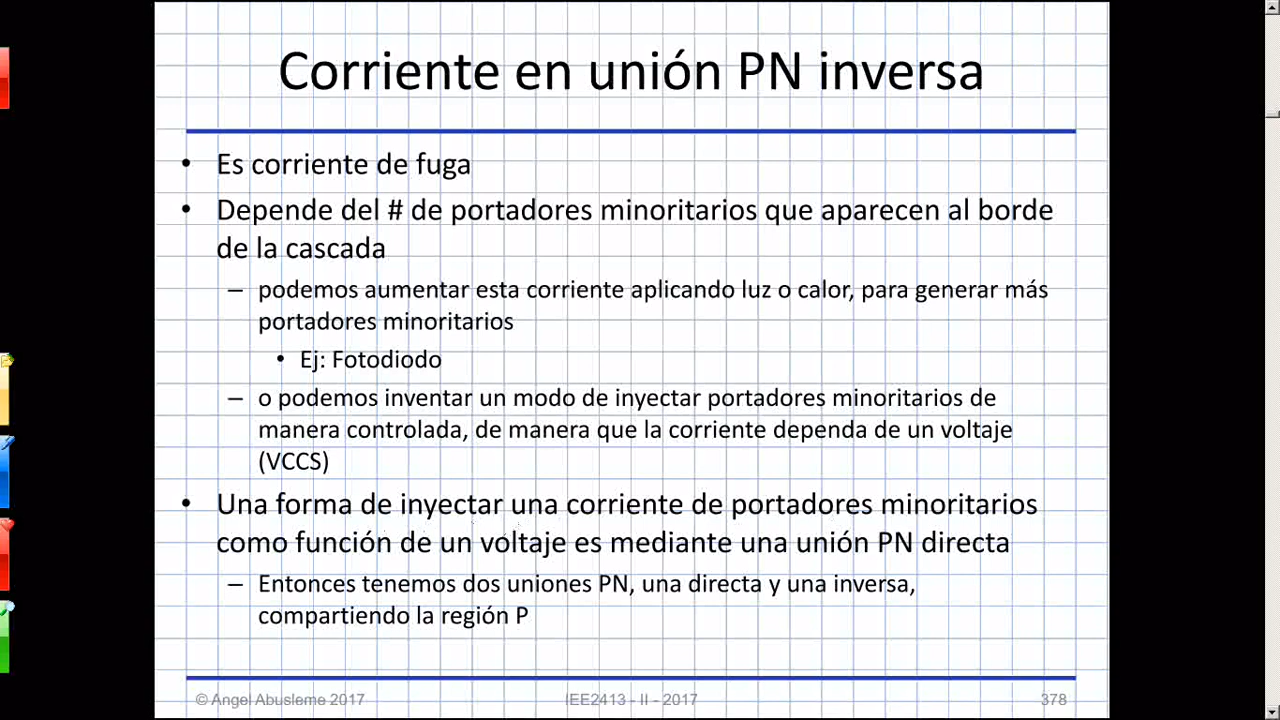 Corriente en unión PN inversa
• Es corriente de fuga
• Depende del # de portadores minoritarios que aparecen al borde
de la cascada
– podemos aumentar esta corriente aplicando luz o calor, para generar más
portadores minoritarios
• Ej: Fotodiodo
– o podemos inventar un modo de inyectar portadores minoritarios de
manera controlada, de manera que la corriente dependa de un voltaje
(VCCS)
• Una forma de inyectar una corriente de portadores minoritarios
como función de un voltaje es mediante una unión PN directa
– Entonces tenemos dos uniones PN, una directa y una inversa,
compartiendo la región P
© Angel Abusleme 2017 IEE2413 - II - 2017 378